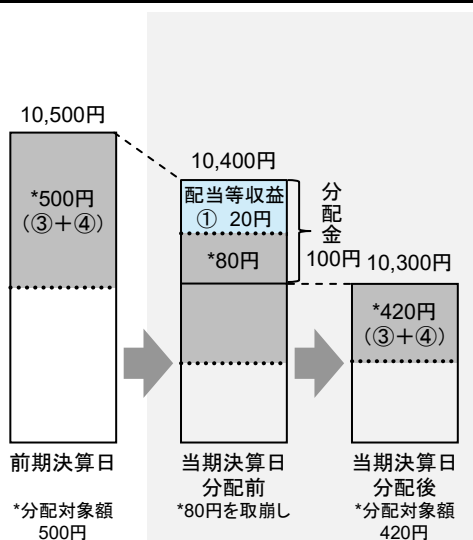 10,500円
*500円
（③＋④）
10,400円
配当等収益
① 20円
*80円
分配金
100円
10,300円
*420円
（③＋④）
前期決算日
*分配対象額
500円
当期決算日
分配前
*80円を取崩し
当期決算日
分配後
*分配対象額
420円